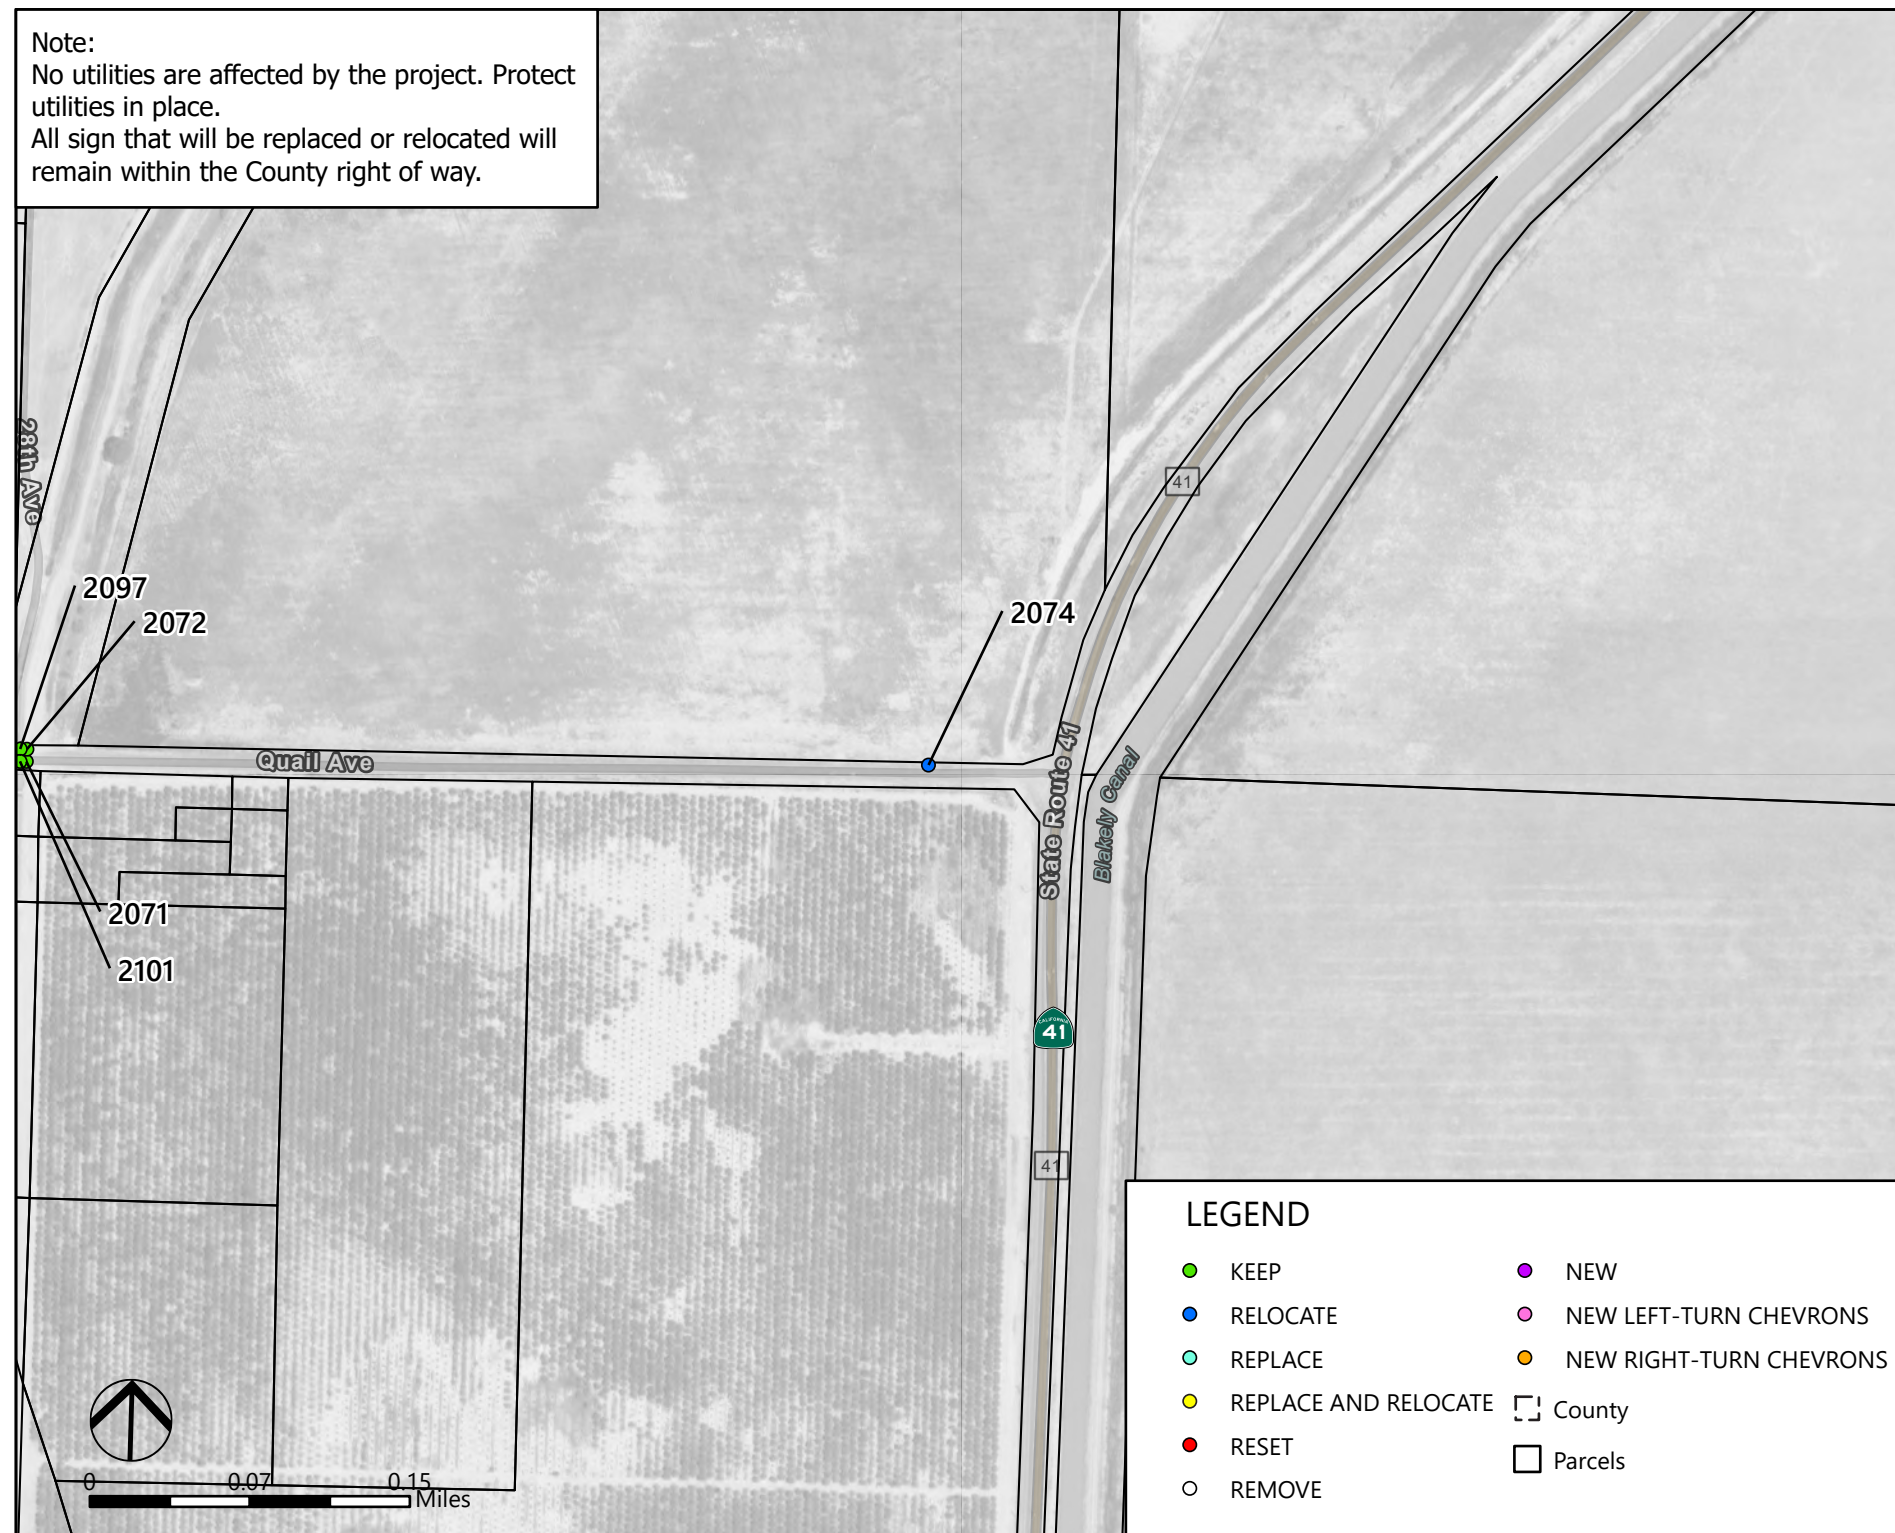 Note:
No utilities are affected by the project. Protect
utilities in place.
All sign that will be replaced or relocated will
remain within the County right of way.
28th Ave
41
2097
2072
2074
Quail Ave
State Route 41
Blakely Canal
2071
2101
CALIFORNIA
41
41
LEGEND
KEEP
RELOCATE
REPLACE
REPLACE AND RELOCATE
RESET
REMOVE
NEW
NEW LEFT-TURN CHEVRONS
NEW RIGHT-TURN CHEVRONS
County
Parcels
0 0.07 0.15
Miles